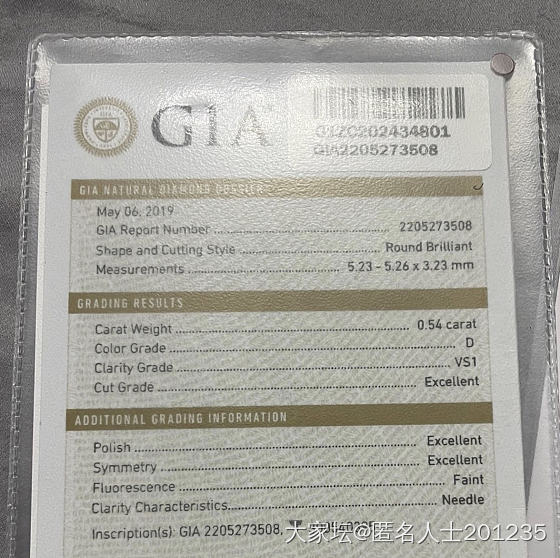 GIA
GIA2205273508
GIA NATURAL DIAMOND DOSSIER
May 06, 2019
GIA Report Number 2205273508
Shape and Cutting Style Round Brilliant
Measurements 5.23 - 5.26 x 3.23 mm
GRADING RESULTS
Carat Weight 0.54 carat
Color Grade D
Clarity Grade VS1
Cut Grade Excellent
ADDITIONAL GRADING INFORMATION
Polish Excellent
Symmetry Excellent
Fluorescence Faint
Clarity Characteristics Needle
Inscription(s): GIA 2205273508,
大家坛@匿名人士201235